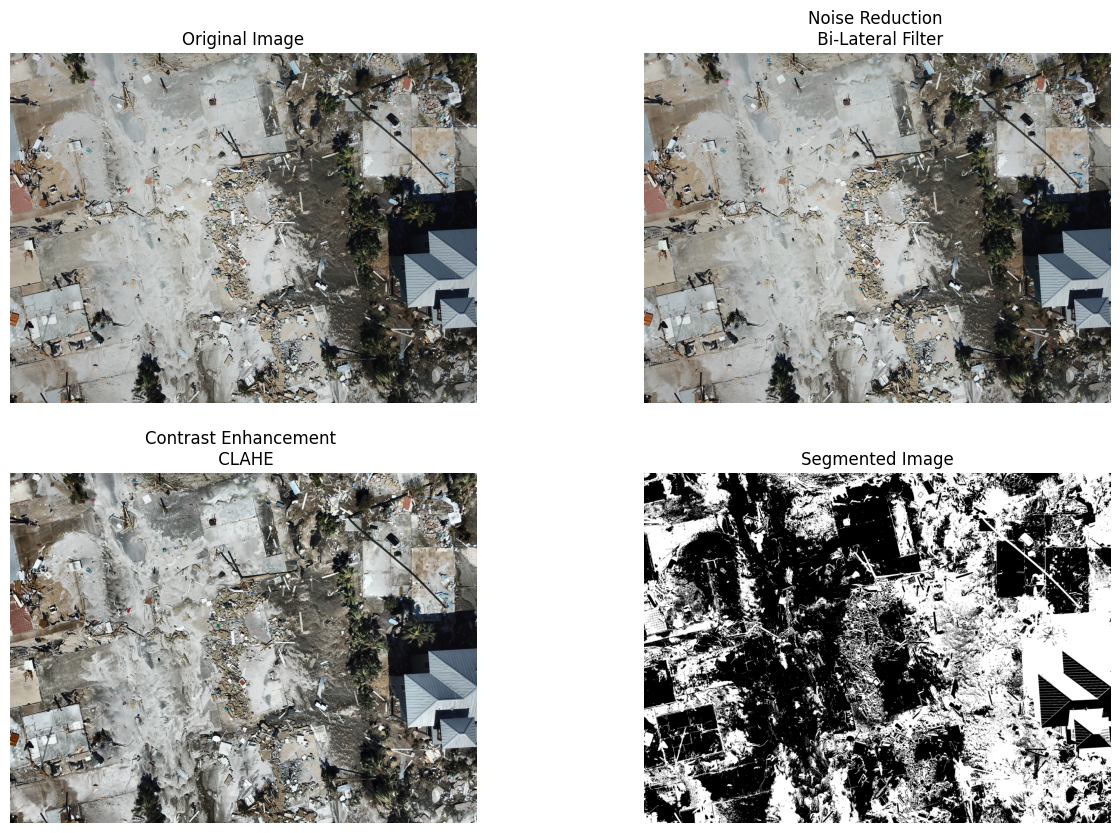 Original Image
Noise Reduction
Bi-Lateral Filter
Contrast Enhancement
CLAHE
Segmented Image